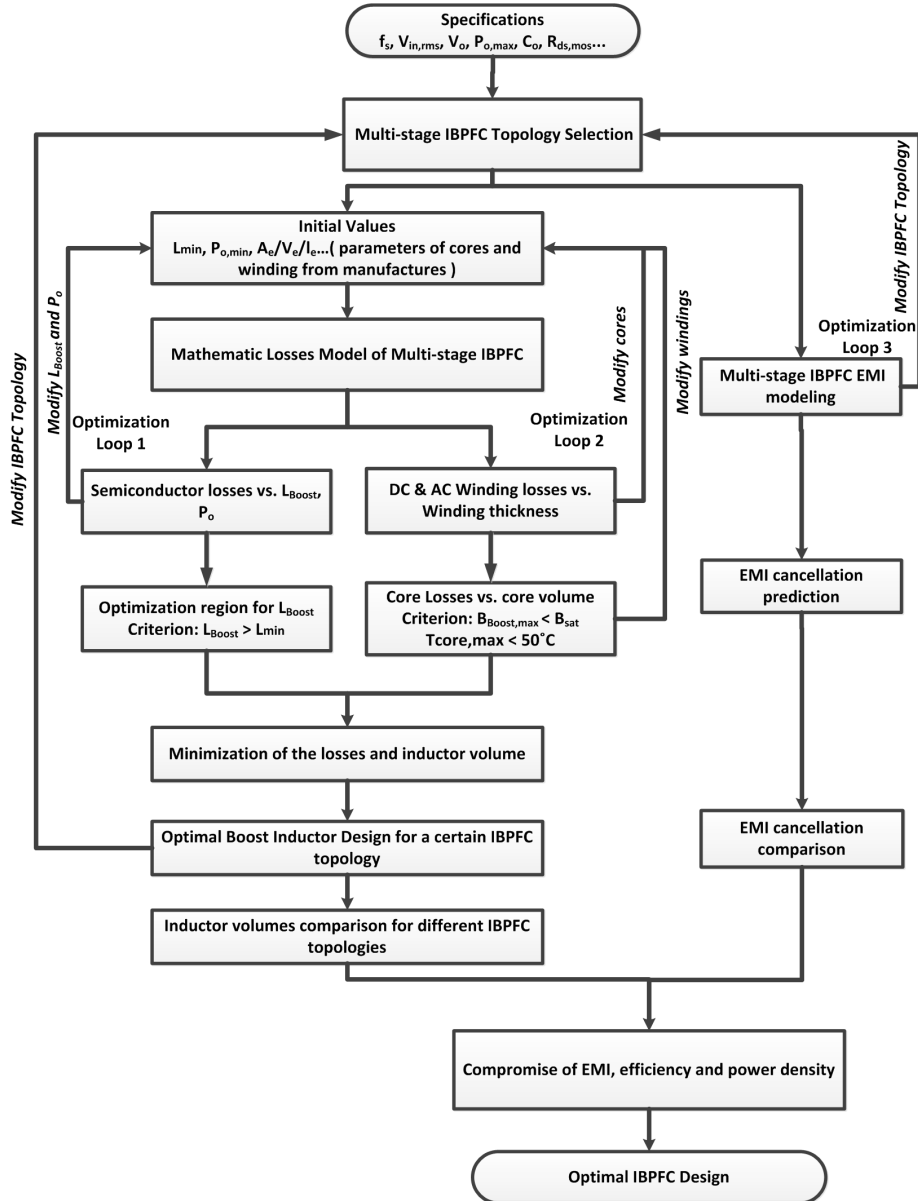 Specifications
fs, Vin,rms, Vo, Po,max, Co, Rds,mos...
Multi-stage IBPFC Topology Selection
Initial Values
Lmin, Po,min, Ae/Ve/le...( parameters of cores and
winding from manufactures )
Mathematic Losses Model of Multi-stage IBPFC
Modify IBPFC Topology
Modify LBoost and Po
Optimization
Loop 1
Optimization
Loop 2
Modify cores
Modify windings
Semiconductor losses vs. LBoost,
Po
DC & AC Winding losses vs.
Winding thickness
Optimization region for LBoost
Criterion: LBoost > Lmin
Core Losses vs. core volume
Criterion: BBoost,max < Bsat
Tcore,max < 50°C
Minimization of the losses and inductor volume
Optimal Boost Inductor Design for a certain IBPFC
topology
Inductor volumes comparison for different IBPFC
topologies
Modify IBPFC Topology
Optimization
Loop 3
Multi-stage IBPFC EMI
modeling
EMI cancellation
prediction
EMI cancellation
comparison
Compromise of EMI, efficiency and power density
Optimal IBPFC Design